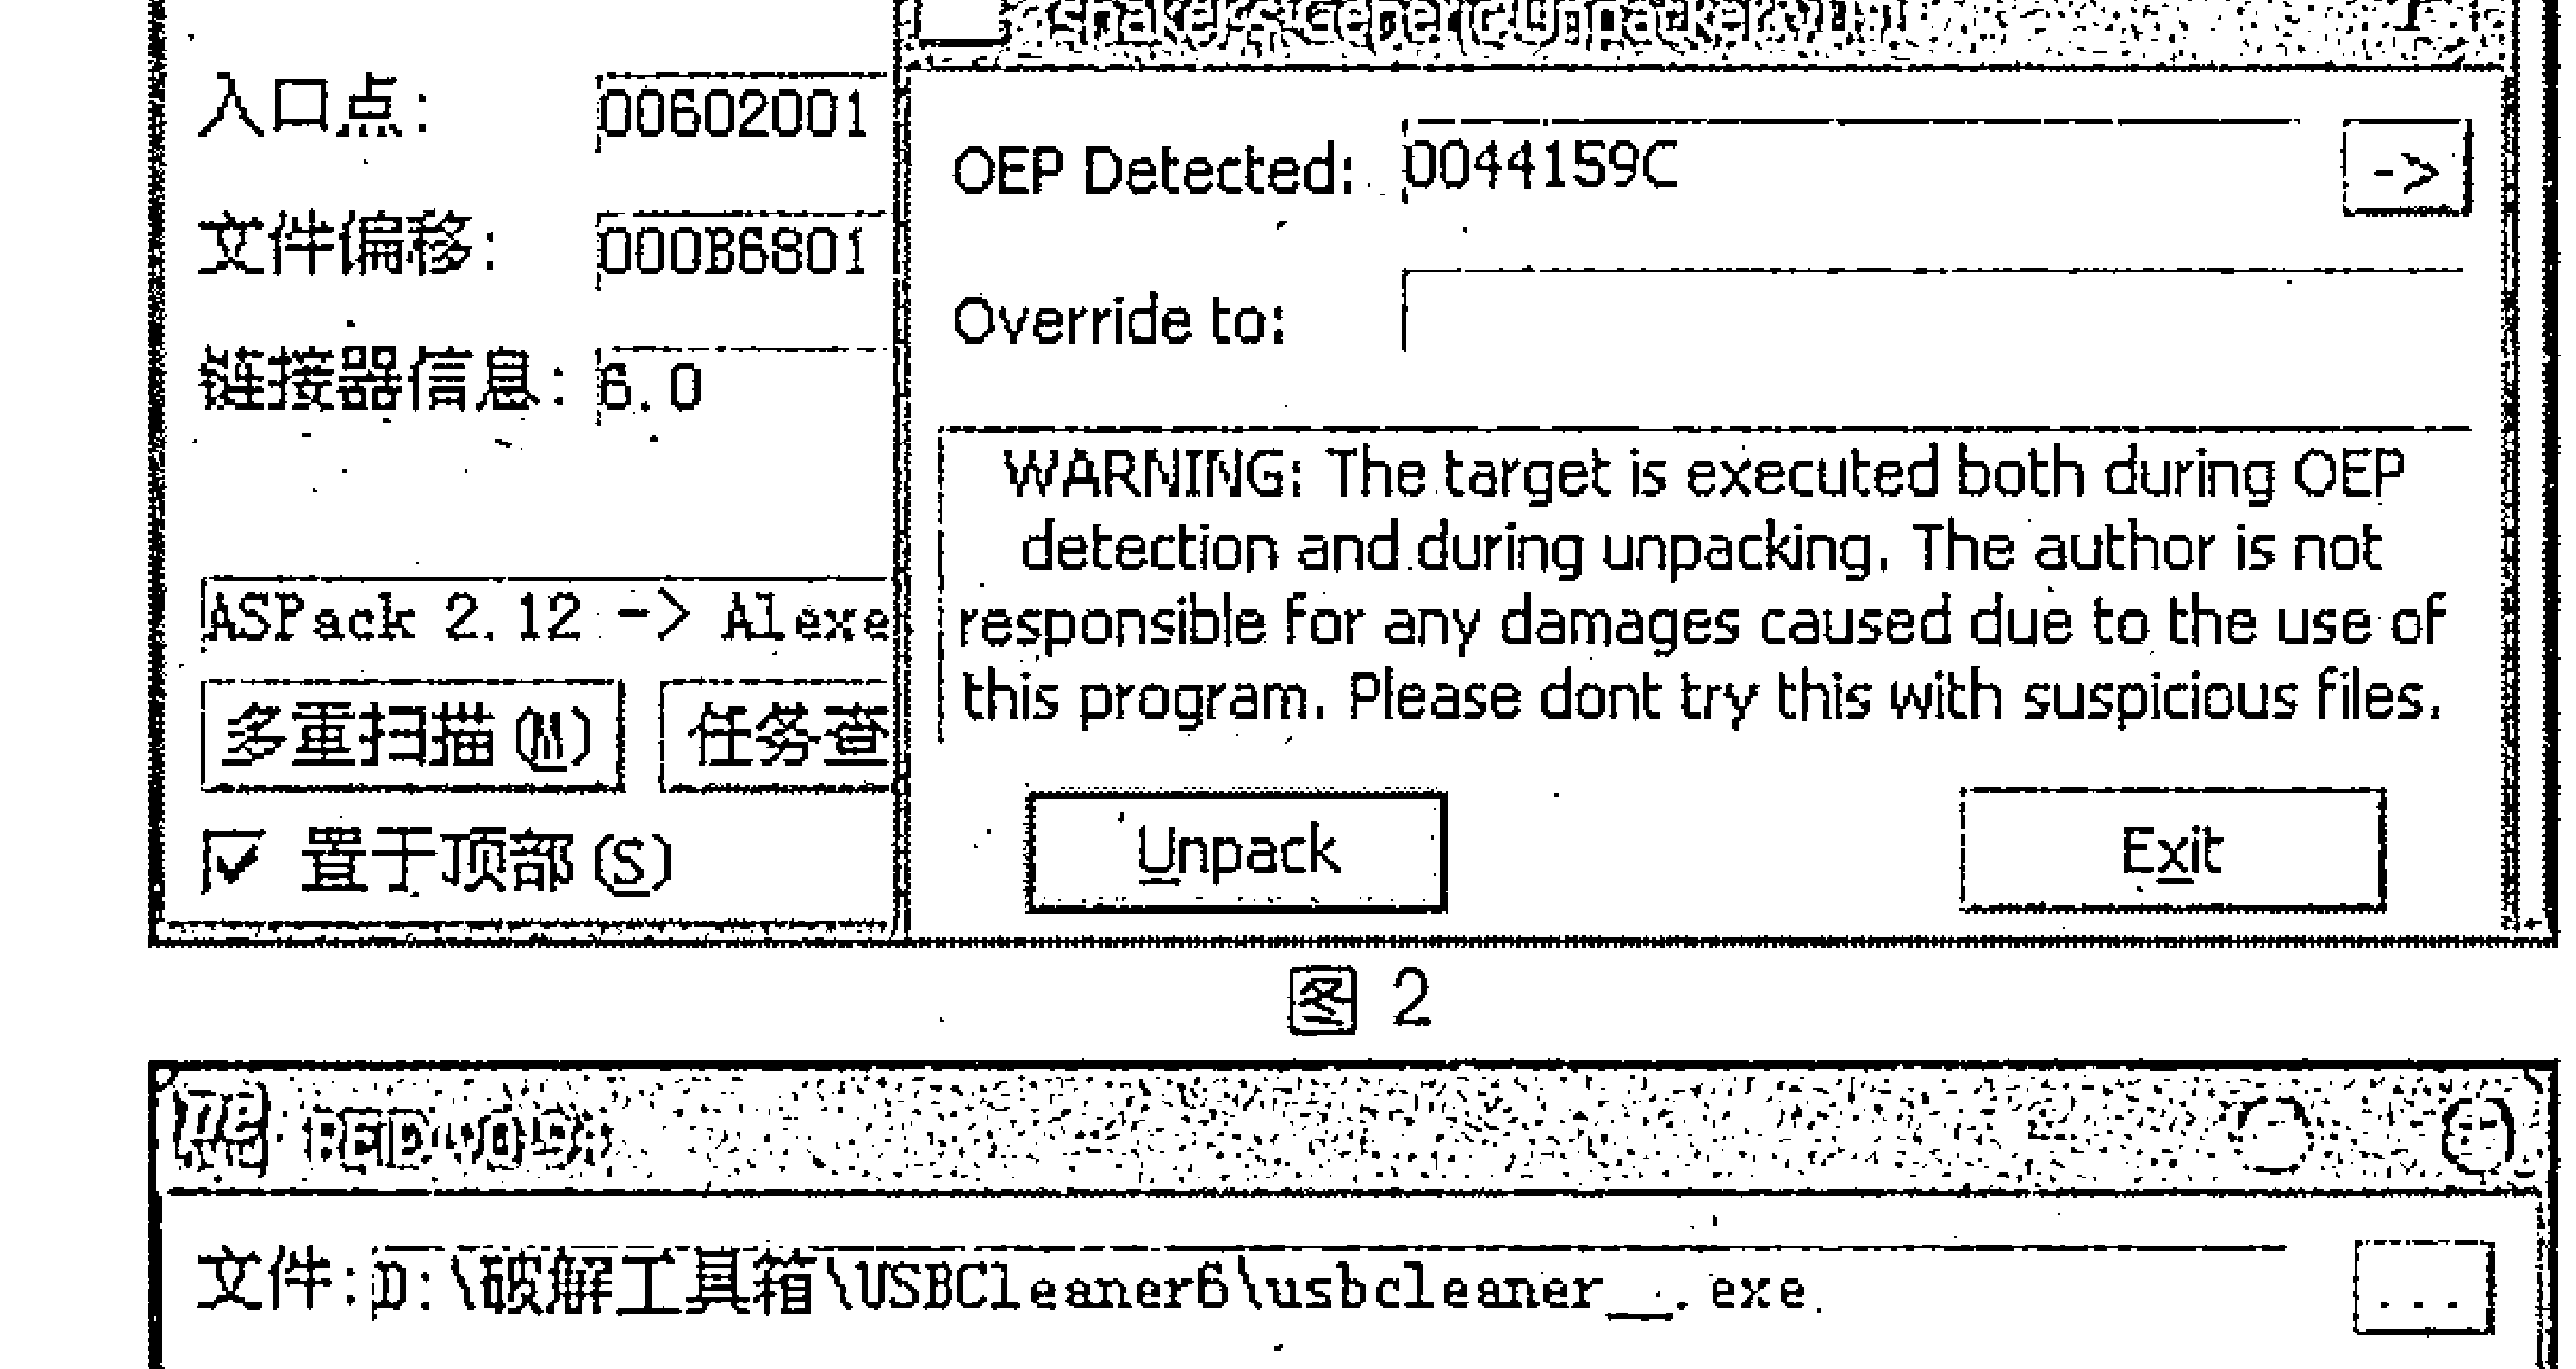 入口点: 00602001
文件偏移: 000B6801
链接器信息: 6.0
ASPack 2.12 -> Alexe
多重扫描(M) 任务查
置于顶部(S)
Generic Unpacker
OEP Detected: 0044159C ->
Override to:
WARNING: The target is executed both during OEP
detection and during unpacking. The author is not
responsible for any damages caused due to the use of
this program. Please dont try this with suspicious files.
Unpack Exit
图 2
PEiD
文件: D:\破解工具箱\USBCleaner6\usbcleaner__.exe ...